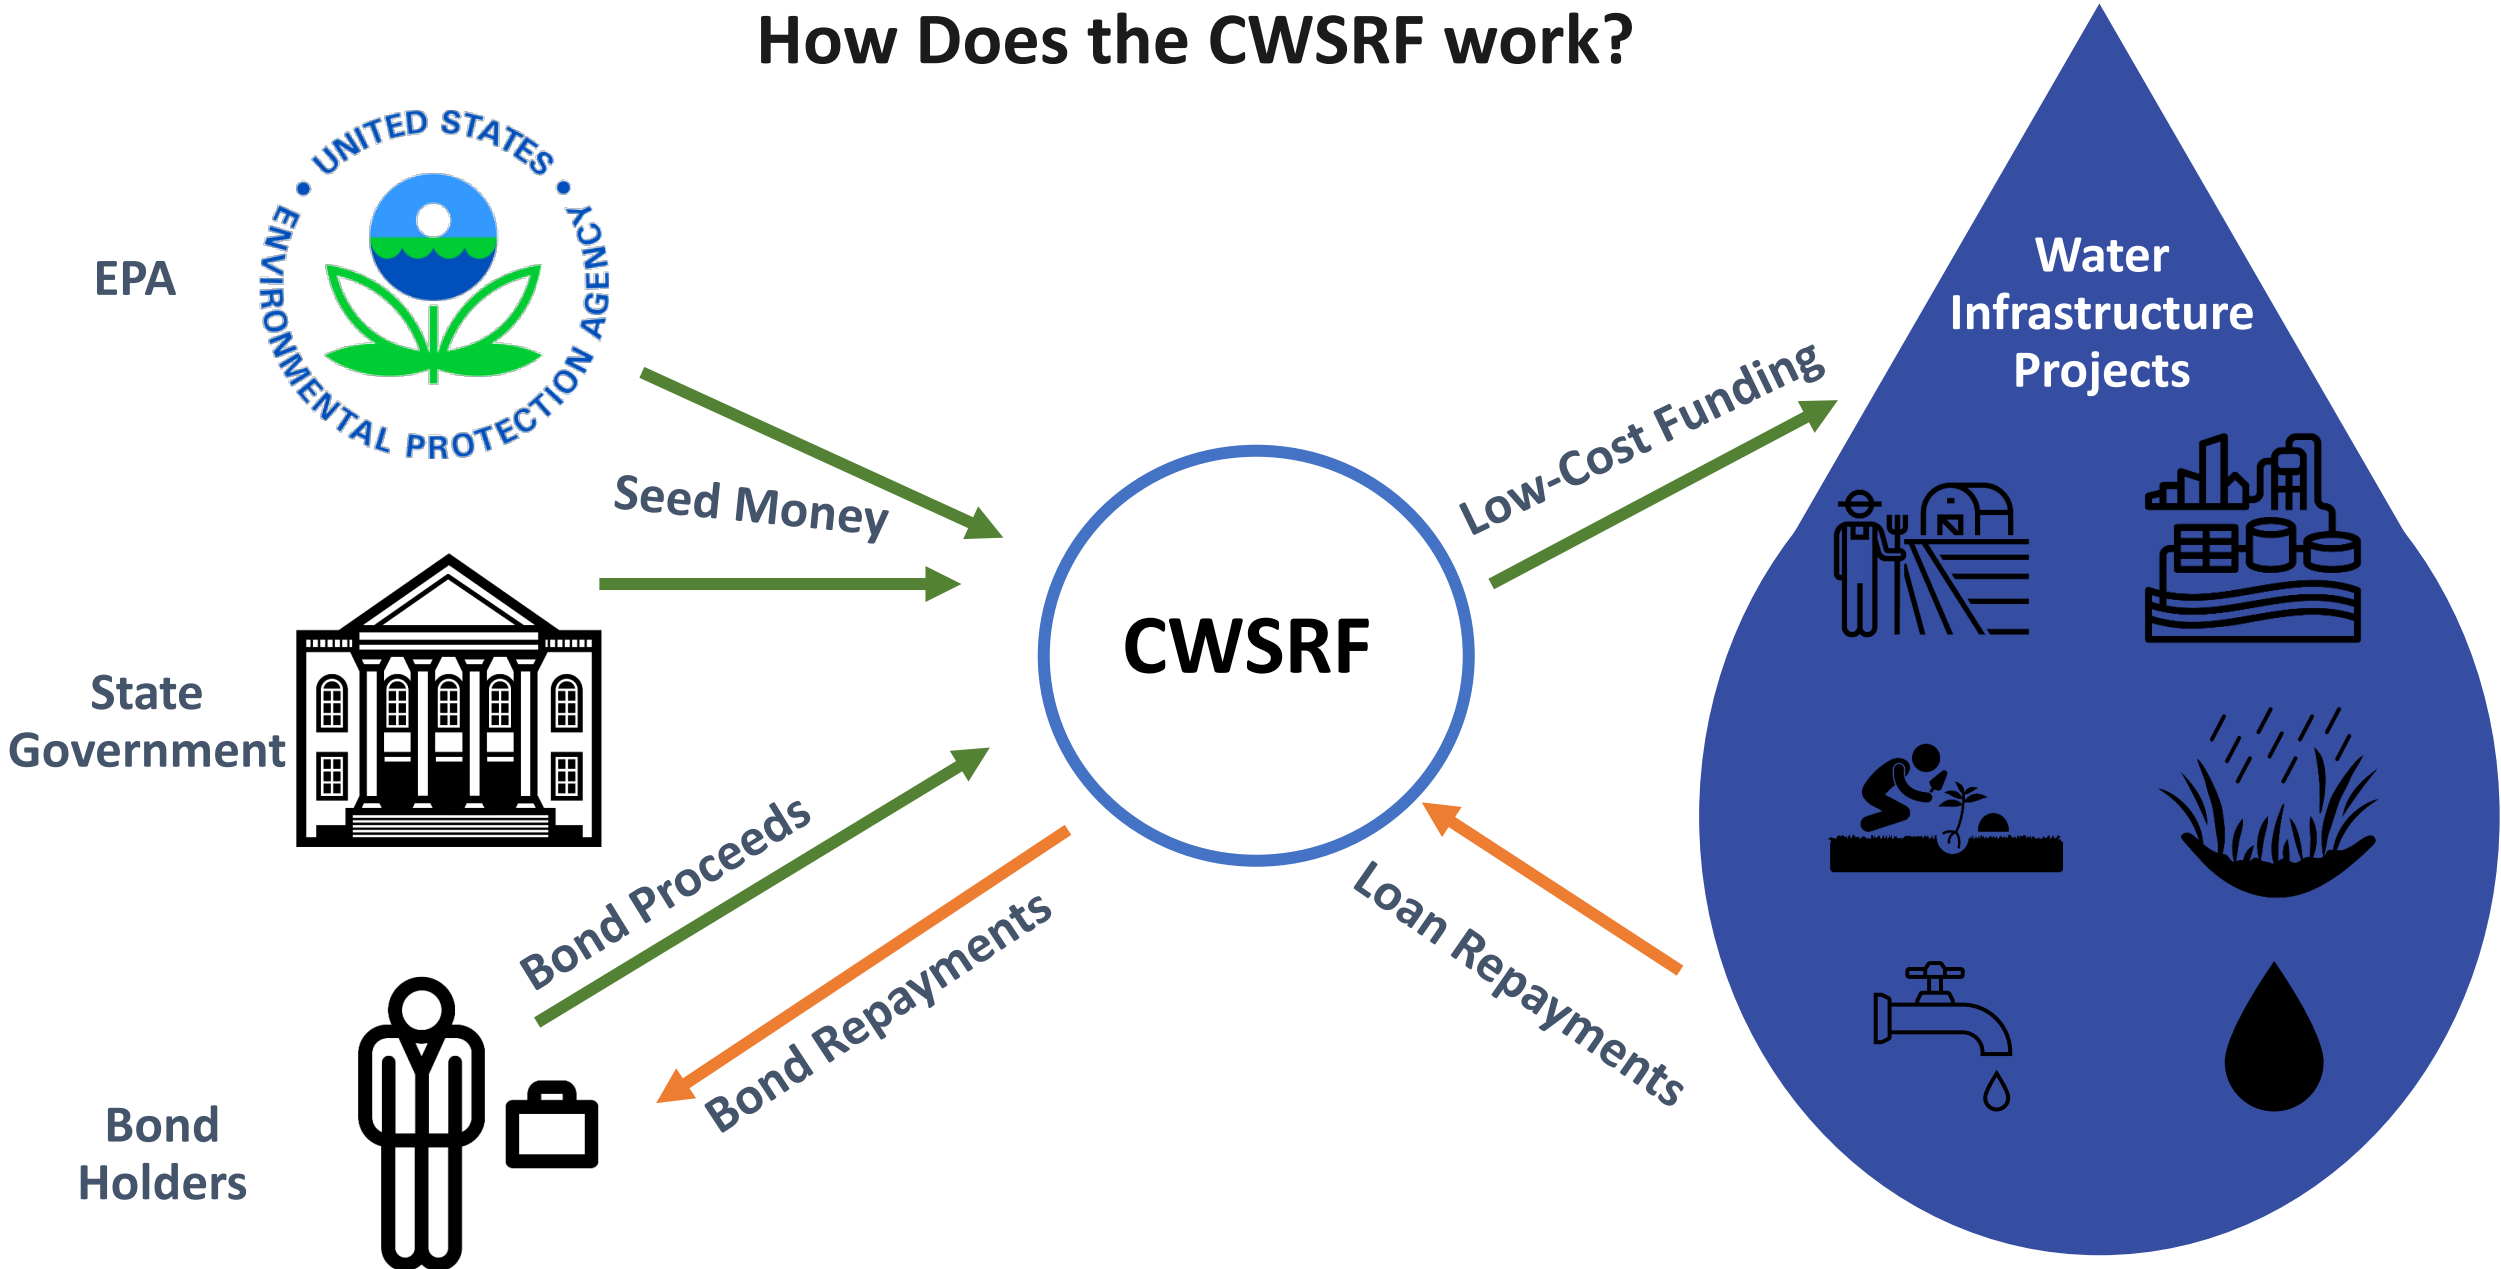 How Does the CWSRF work?
UNITED STATES • ENVIRONMENTAL PROTECTION AGENCY •
EPA
Seed Money
State
Government
Bond Proceeds
Bond Repayments
Bond
Holders
CWSRF
Low-Cost Funding
Loan Repayments
Water
Infrastructure
Projects